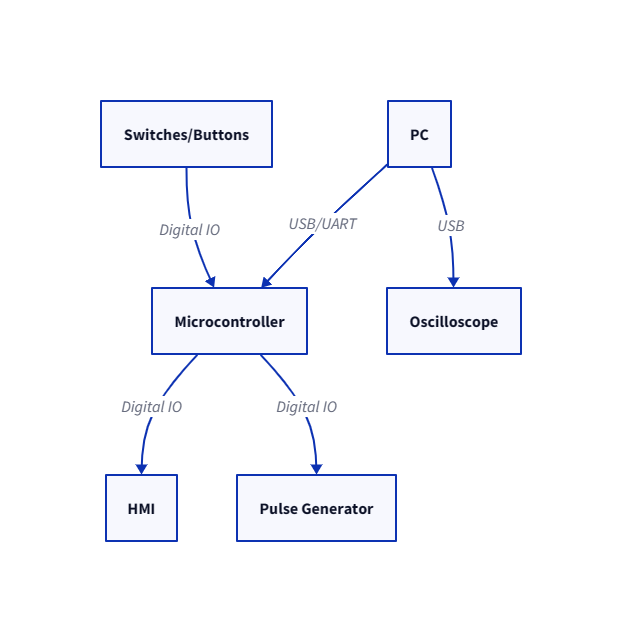 Switches/Buttons
PC
Digital IO
USB/UART
USB
Microcontroller
Oscilloscope
Digital IO
Digital IO
HMI
Pulse Generator